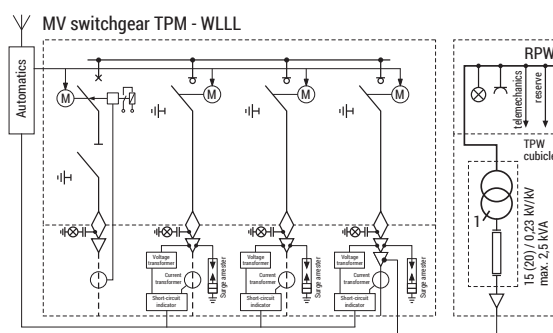 MV switchgear TPM - WLLL
Automatics
M
M
M
M
Voltage
transformer
Current
transformer
Short-circuit
indicator
Surge arrester
Voltage
transformer
Current
transformer
Short-circuit
indicator
Surge arrester
Voltage
transformer
Current
transformer
Short-circuit
indicator
Surge arrester
RPW
telemechanics
reserve
TPW
cubicle
1
15 (20) / 0,23 kV/kV
max. 2,5 kVA